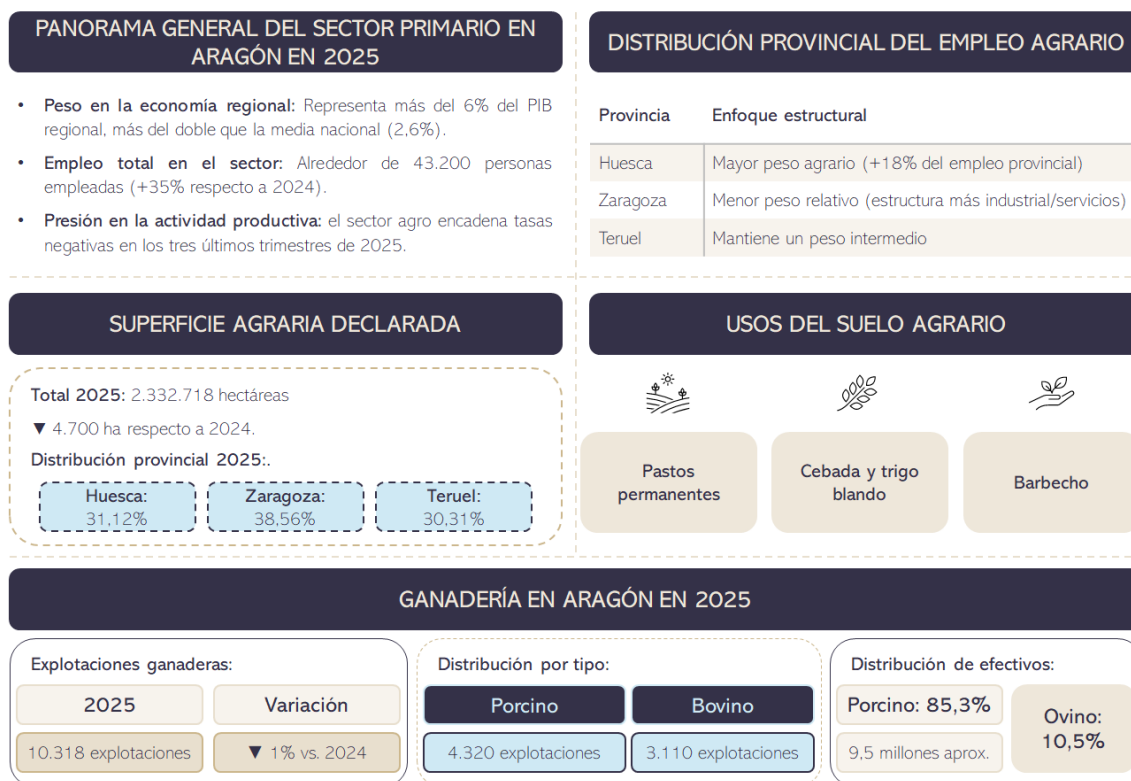 PANORAMA GENERAL DEL SECTOR PRIMARIO EN
ARAGÓN EN 2025
• Peso en la economía regional: Representa más del 6% del PIB
regional, más del doble que la media nacional (2,6%).
• Empleo total en el sector: Alrededor de 43.200 personas
empleadas (+35% respecto a 2024).
• Presión en la actividad productiva: el sector agro encadena tasas
negativas en los tres últimos trimestres de 2025.
DISTRIBUCIÓN PROVINCIAL DEL EMPLEO AGRARIO
Provincia Enfoque estructural
Huesca Mayor peso agrario (+18% del empleo provincial)
Zaragoza Menor peso relativo (estructura más industrial/servicios)
Teruel Mantiene un peso intermedio
SUPERFICIE AGRARIA DECLARADA
Total 2025: 2.332.718 hectáreas
▼ 4.700 ha respecto a 2024.
Distribución provincial 2025:.
Huesca: Zaragoza: Teruel:
31,12% 38,56% 30,31%
USOS DEL SUELO AGRARIO
Pastos
permanentes
Cebada y trigo
blando
Barbecho
GANADERÍA EN ARAGÓN EN 2025
Explotaciones ganaderas:
2025 Variación
10.318 explotaciones ▼ 1% vs. 2024
Distribución por tipo:
Porcino Bovino
4.320 explotaciones 3.110 explotaciones
Distribución de efectivos:
Porcino: 85,3%
9,5 millones aprox.
Ovino:
10,5%